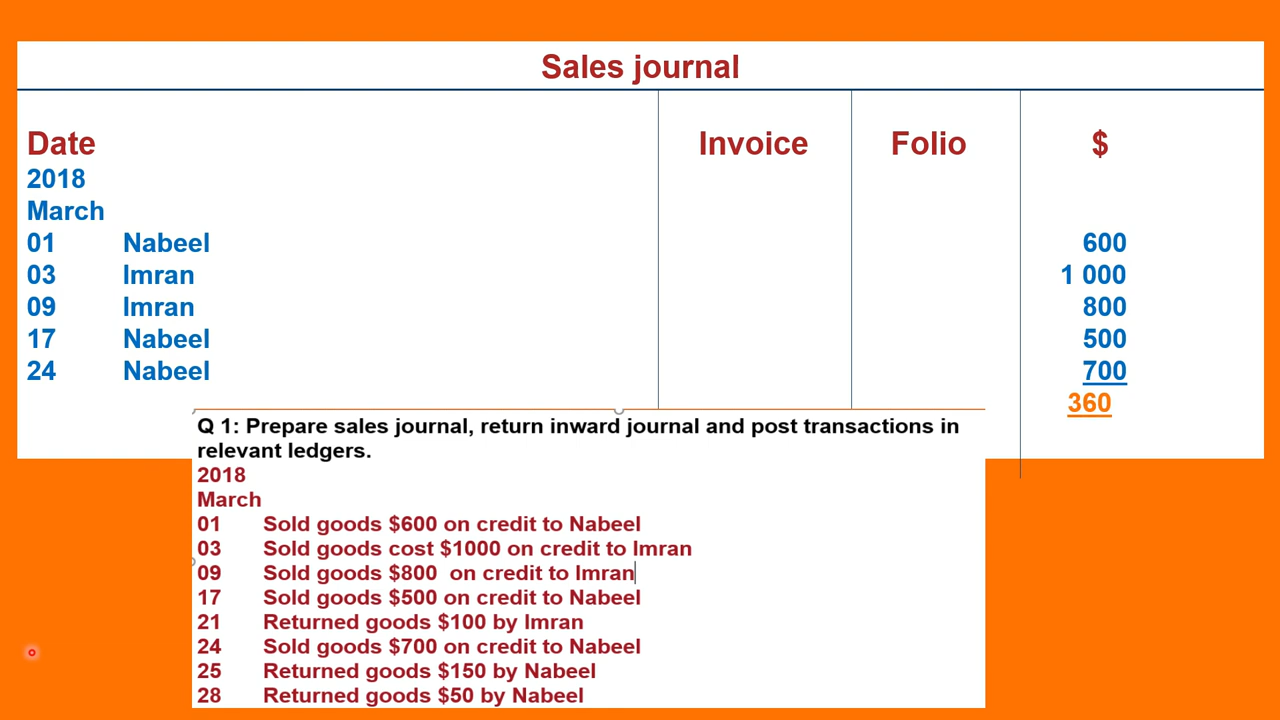 Sales journal
Date Invoice Folio $
2018
March
01 Nabeel 600
03 Imran 1 000
09 Imran 800
17 Nabeel 500
24 Nabeel 700
360
Q 1: Prepare sales journal, return inward journal and post transactions in
relevant ledgers.
2018
March
01 Sold goods $600 on credit to Nabeel
03 Sold goods cost $1000 on credit to Imran
09 Sold goods $800 on credit to Imran
17 Sold goods $500 on credit to Nabeel
21 Returned goods $100 by Imran
24 Sold goods $700 on credit to Nabeel
25 Returned goods $150 by Nabeel
28 Returned goods $50 by Nabeel